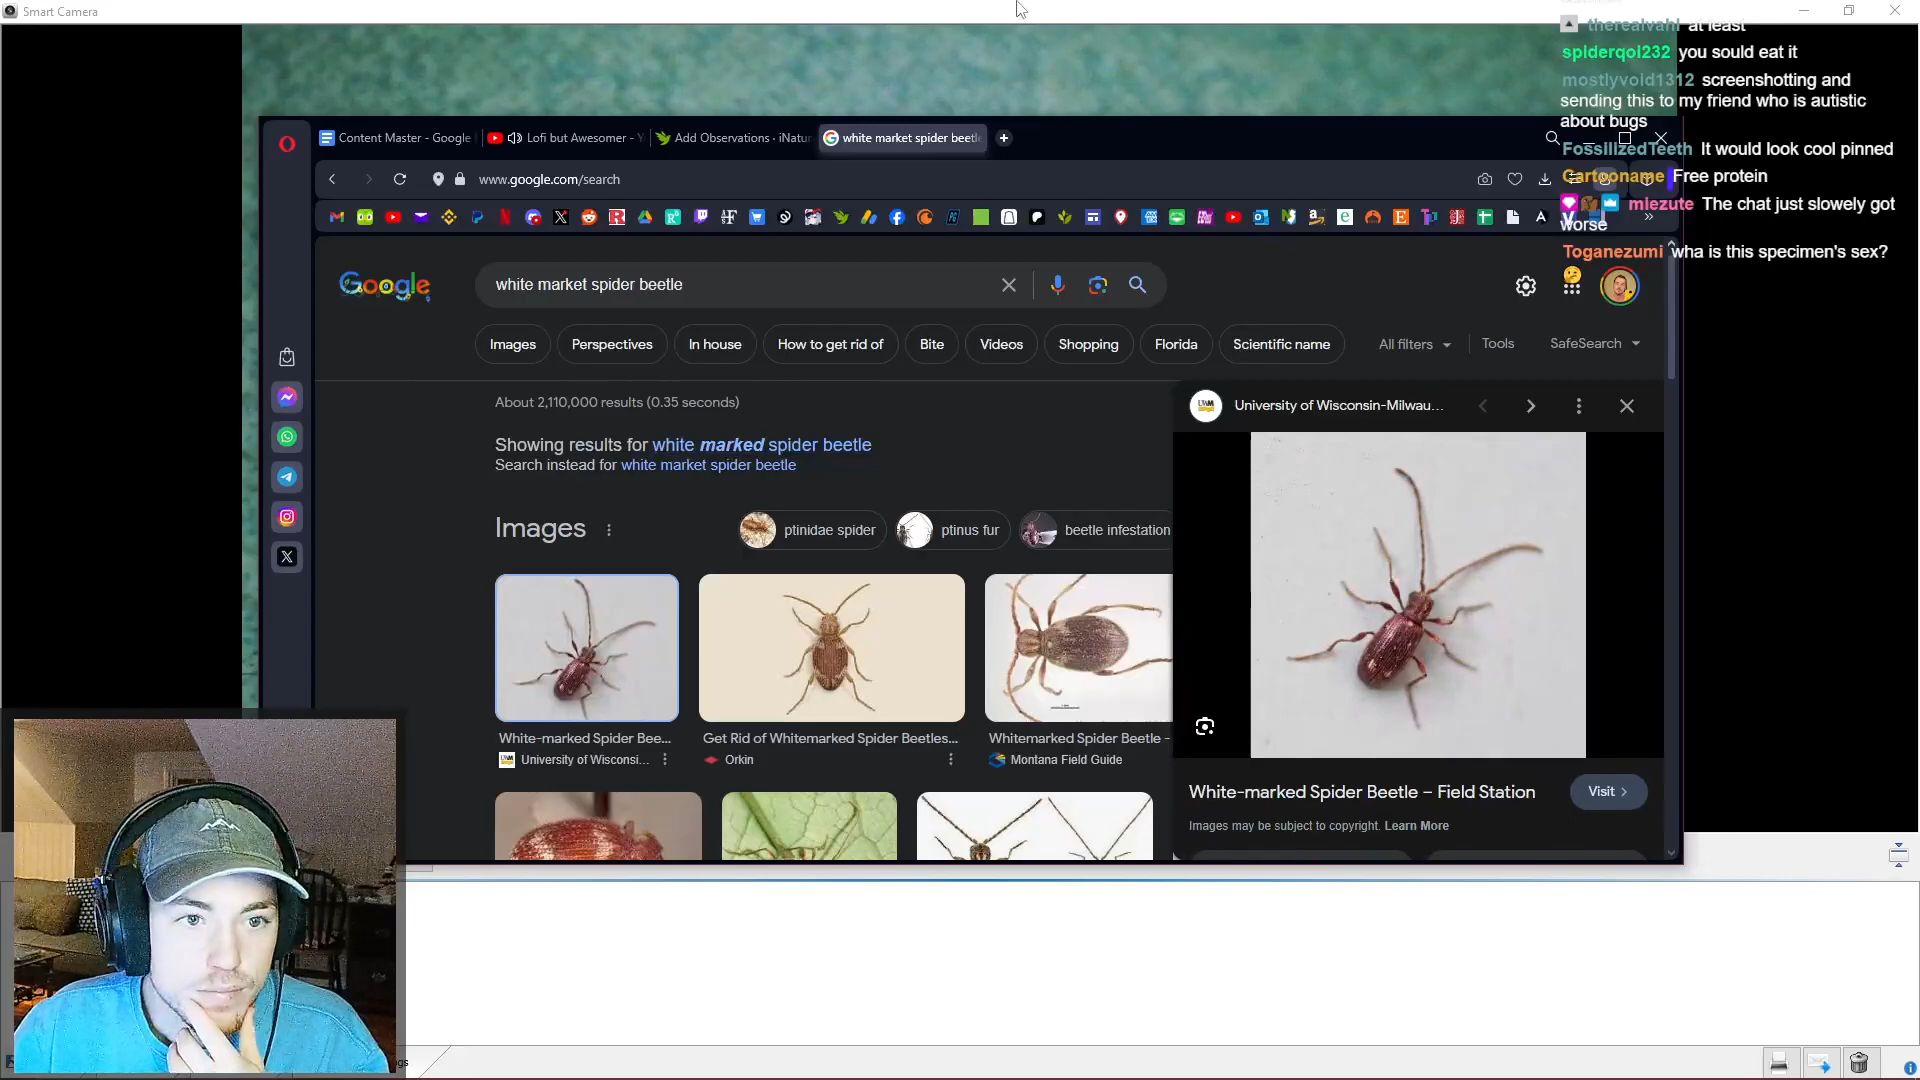 Smart Camera
therealvahl at least
spiderqol232 you sould eat it
mostlyvoid1312 screenshotting and
sending this to my friend who is autistic
about bugs
FossilizedTeeth It would look cool pinned
Cartooname Free protein
miezute The chat just slowely got
worse
Toganezumi wha is this specimen's sex?
Content Master - Google
Lofi but Awesomer - Y
Add Observations · iNatur
white market spider beetle
www.google.com/search
Google
white market spider beetle
Images
Perspectives
In house
How to get rid of
Bite
Videos
Shopping
Florida
Scientific name
All filters
Tools
SafeSearch
About 2,110,000 results (0.35 seconds)
Showing results for white marked spider beetle
Search instead for white market spider beetle
Images
ptinidae spider
ptinus fur
beetle infestation
White-marked Spider Bee...
University of Wisconsi...
Get Rid of Whitemarked Spider Beetles...
Orkin
Whitemarked Spider Beetle -
Montana Field Guide
University of Wisconsin-Milwau...
White-marked Spider Beetle – Field Station
Visit
Images may be subject to copyright. Learn More